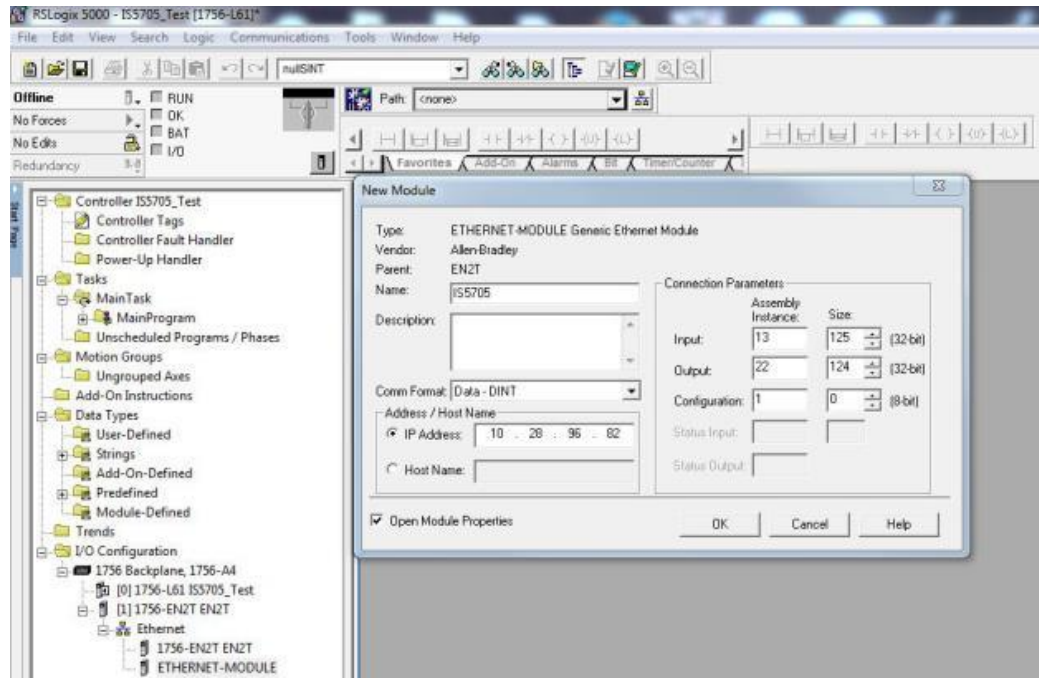 RSLogix 5000 - IS5705_Test [1756-L61]*
File Edit View Search Logic Communications Tools Window Help
nullSINT
Offline
RUN
No Forces
OK
No Edits
BAT
Redundancy
I/O
Path: <none>
Favorites Add-On Alarms Bit Timer/Counter
Start Page
Controller IS5705_Test
Controller Tags
Controller Fault Handler
Power-Up Handler
Tasks
MainTask
MainProgram
Unscheduled Programs / Phases
Motion Groups
Ungrouped Axes
Add-On Instructions
Data Types
User-Defined
Strings
Add-On-Defined
Predefined
Module-Defined
Trends
I/O Configuration
1756 Backplane, 1756-A4
[0] 1756-L61 IS5705_Test
[1] 1756-EN2T EN2T
Ethernet
1756-EN2T EN2T
ETHERNET-MODULE
New Module
Type: ETHERNET-MODULE Generic Ethernet Module
Vendor: Allen-Bradley
Parent: EN2T
Name: IS5705
Description:
Comm Format: Data - DINT
Address / Host Name
IP Address: 10 . 28 . 96 . 82
Host Name:
Connection Parameters
Assembly Instance: Size:
Input: 13 125 (32-bit)
Output: 22 124 (32-bit)
Configuration: 1 0 (8-bit)
Status Input:
Status Output:
Open Module Properties
OK Cancel Help